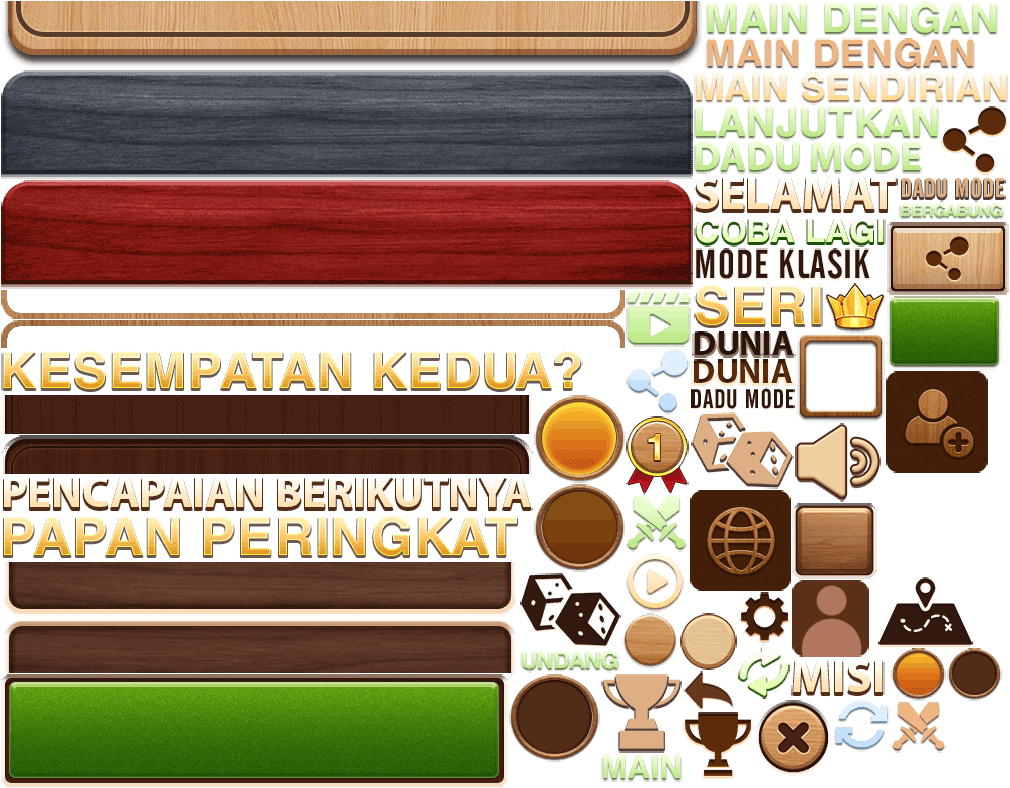 MAIN DENGAN
MAIN DENGAN
MAIN SENDIRIAN
LANJUTKAN
DADU MODE
SELAMAT
DADU MODE
BERGABUNG
COBA LAGI
MODE KLASIK
SERI
DUNIA
DUNIA
DADU MODE
KESEMPATAN KEDUA?
1
PENCAPAIAN BERIKUTNYA
PAPAN PERINGKAT
UNDANG
MISI
MAIN